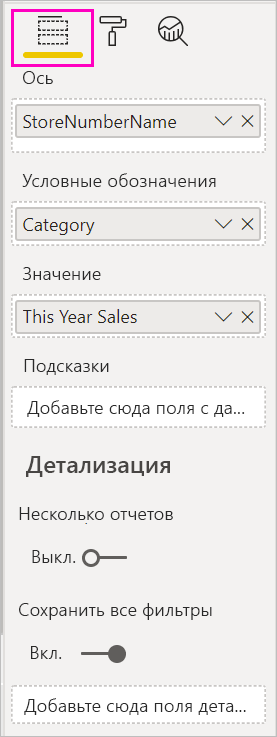 Ось
StoreNumberName
Условные обозначения
Category
Значение
This Year Sales
Подсказки
Добавьте сюда поля с да...
Детализация
Несколько отчетов
Выкл.
Сохранить все фильтры
Вкл.
Добавьте сюда поля дета...